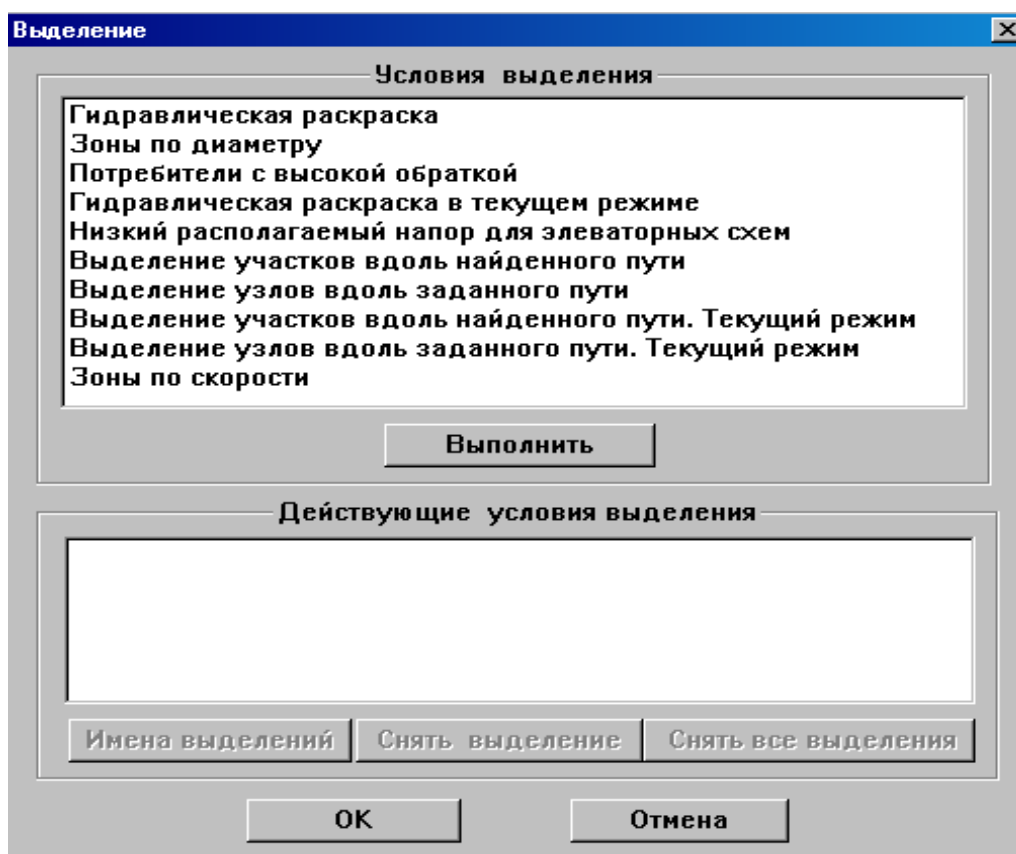 Выделение
Условия выделения
Гидравлическая раскраска
Зоны по диаметру
Потребители с высокой обраткой
Гидравлическая раскраска в текущем режиме
Низкий располагаемый напор для элеваторных схем
Выделение участков вдоль найденного пути
Выделение узлов вдоль заданного пути
Выделение участков вдоль найденного пути. Текущий режим
Выделение узлов вдоль заданного пути. Текущий режим
Зоны по скорости
Выполнить
Действующие условия выделения
Имена выделений Снять выделение Снять все выделения
OK Отмена